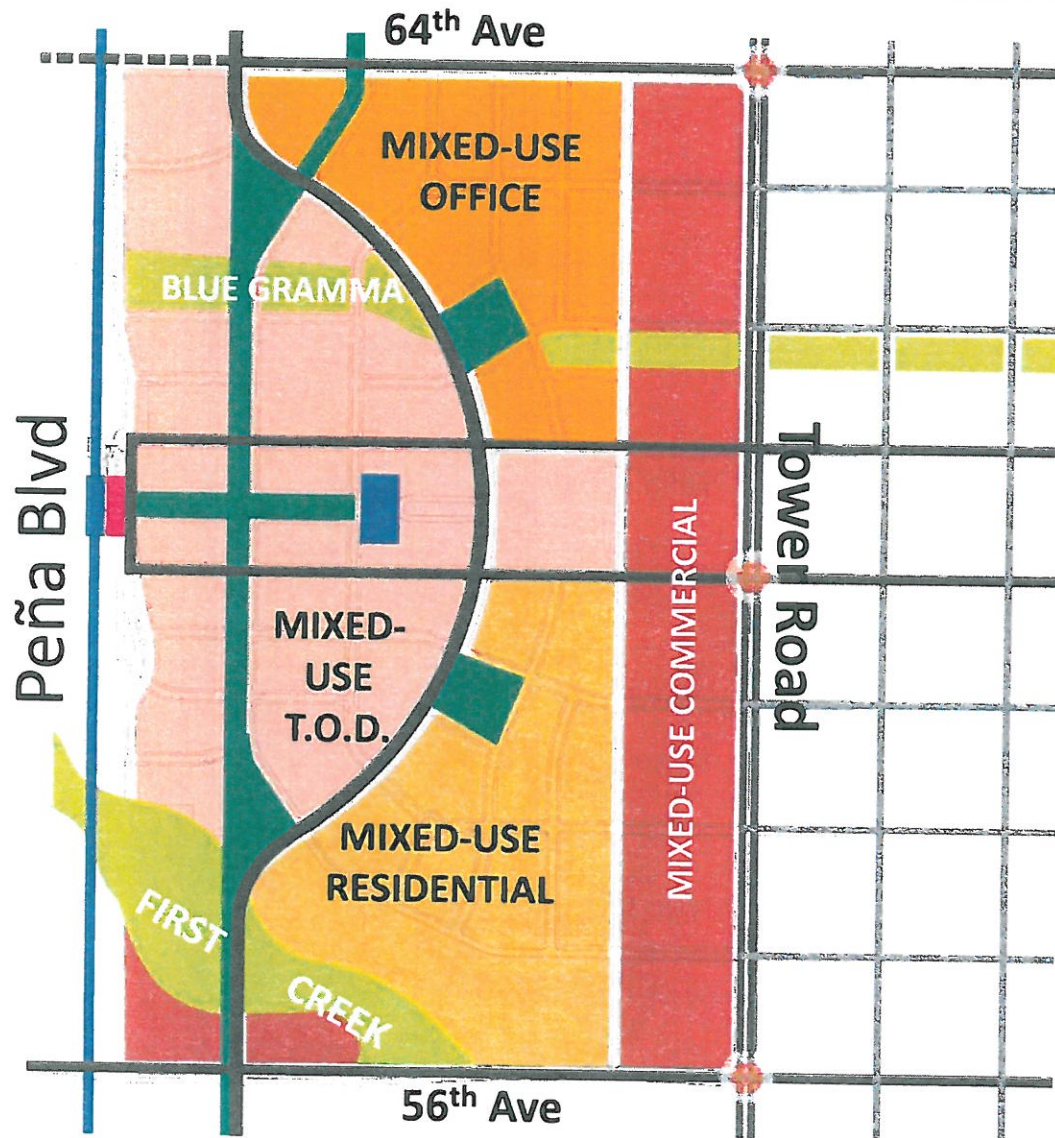 64th Ave
MIXED-USE
OFFICE
BLUE GRAMMA
Peña Blvd
Tower Road
MIXED-USE COMMERCIAL
MIXED-
USE
T.O.D.
MIXED-USE
RESIDENTIAL
FIRST
CREEK
56th Ave